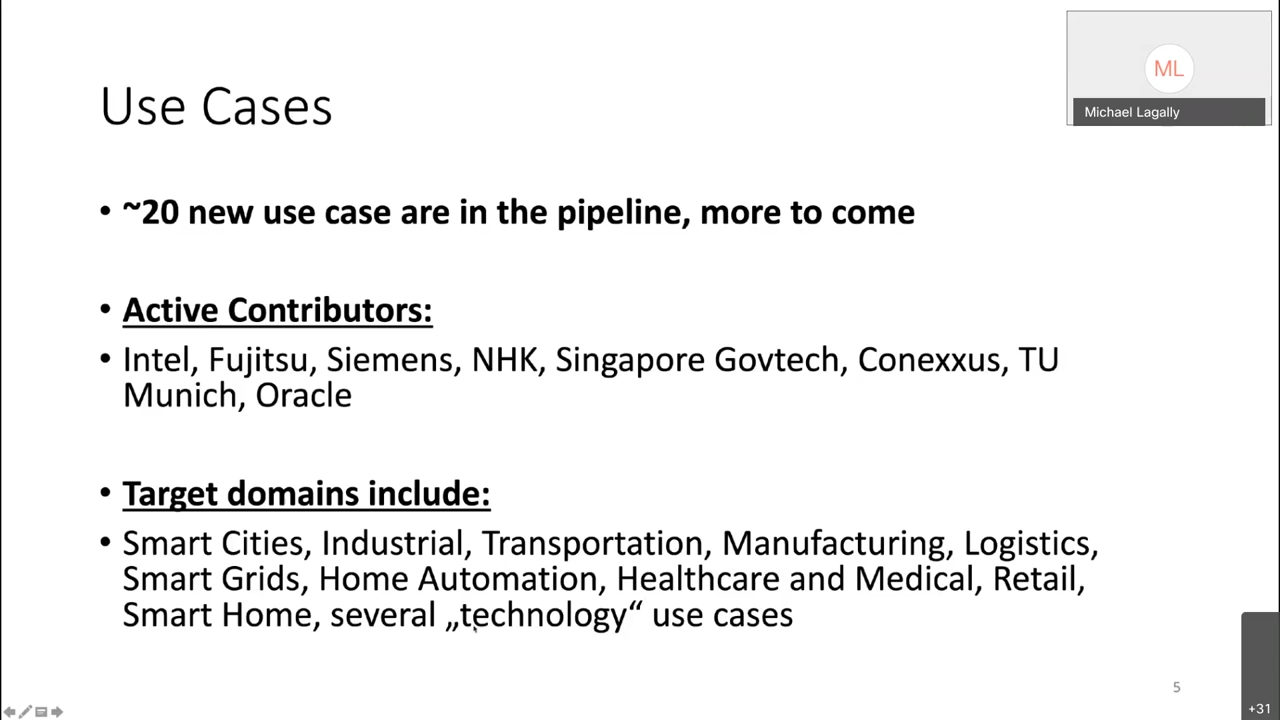 ML
Michael Lagally
Use Cases
• ~20 new use case are in the pipeline, more to come
• Active Contributors:
• Intel, Fujitsu, Siemens, NHK, Singapore Govtech, Conexxus, TU
Munich, Oracle
• Target domains include:
• Smart Cities, Industrial, Transportation, Manufacturing, Logistics,
Smart Grids, Home Automation, Healthcare and Medical, Retail,
Smart Home, several „technology“ use cases
5
+31